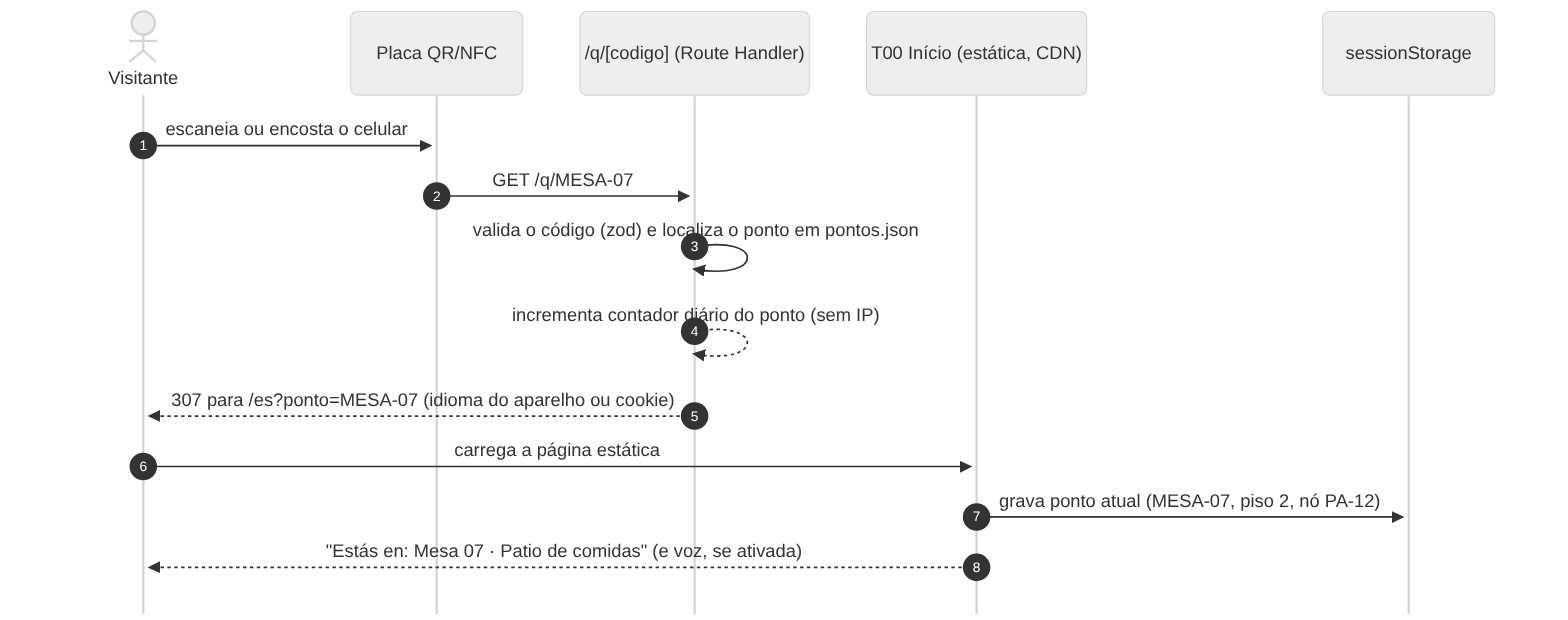 Visitante
Placa QR/NFC
/q/[codigo] (Route Handler)
T00 Início (estática, CDN)
sessionStorage
1
escaneia ou encosta o celular
2
GET /q/MESA-07
valida o código (zod) e localiza o ponto em pontos.json
3
incrementa contador diário do ponto (sem IP)
4
307 para /es?ponto=MESA-07 (idioma do aparelho ou cookie)
5
carrega a página estática
6
grava ponto atual (MESA-07, piso 2, nó PA-12)
7
"Estás en: Mesa 07 · Patio de comidas" (e voz, se ativada)
8